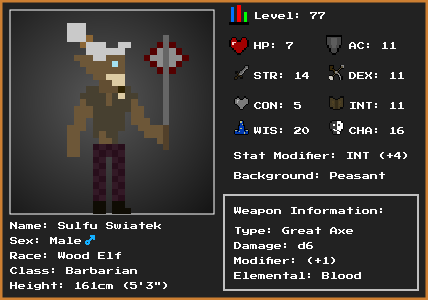 Level: 77
HP: 7 AC: 11
STR: 14 DEX: 11
CON: 5 INT: 11
WIS: 20 CHA: 16
Stat Modifier: INT (+4)
Background: Peasant
Name: Sulfu Swiatek
Sex: Male♂
Race: Wood Elf
Class: Barbarian
Height: 161cm (5'3")
Weapon Information:
Type: Great Axe
Damage: d6
Modifier: (+1)
Elemental: Blood